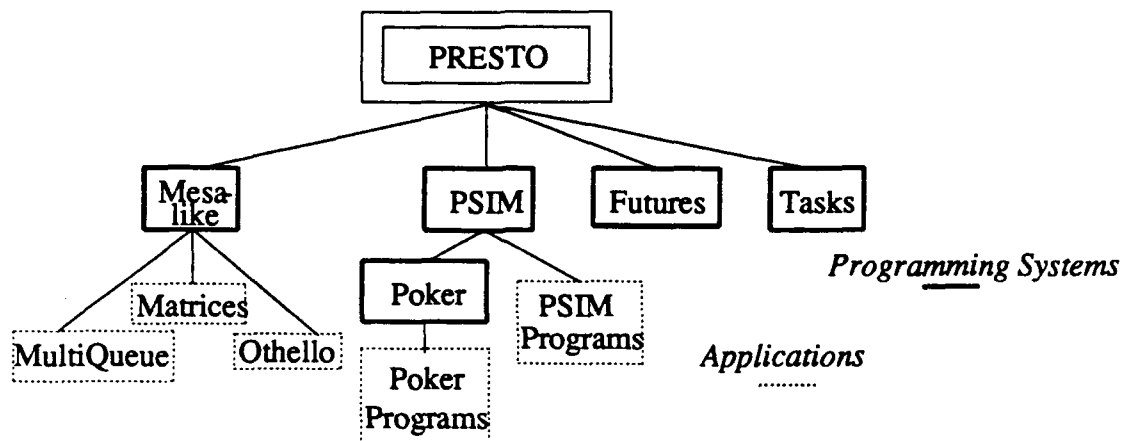 PRESTO
Mesa-
like
PSIM
Futures
Tasks
Programming Systems
Poker
PSIM
Programs
Matrices
MultiQueue
Othello
Applications
Poker
Programs